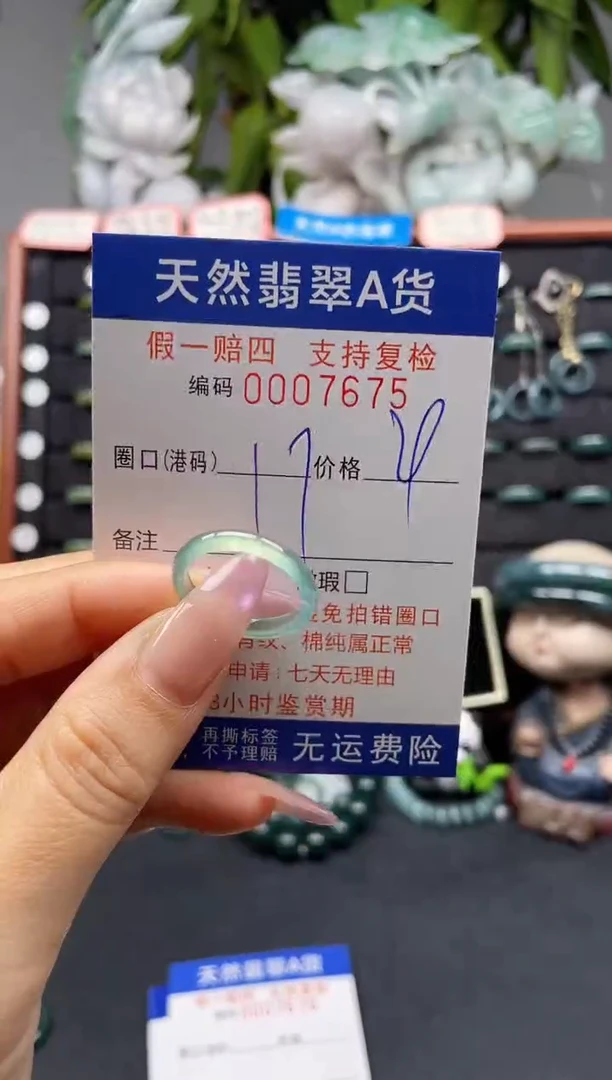 天然翡翠A货
假一赔四 支持复检
编码 0007675
圈口(港码) 17 价格
备注
瑕□
免拍错圈口
纹、棉纯属正常
申请:七天无理由
小时鉴赏期
再撕标签
不予理赔
无运费险
天然翡翠A货